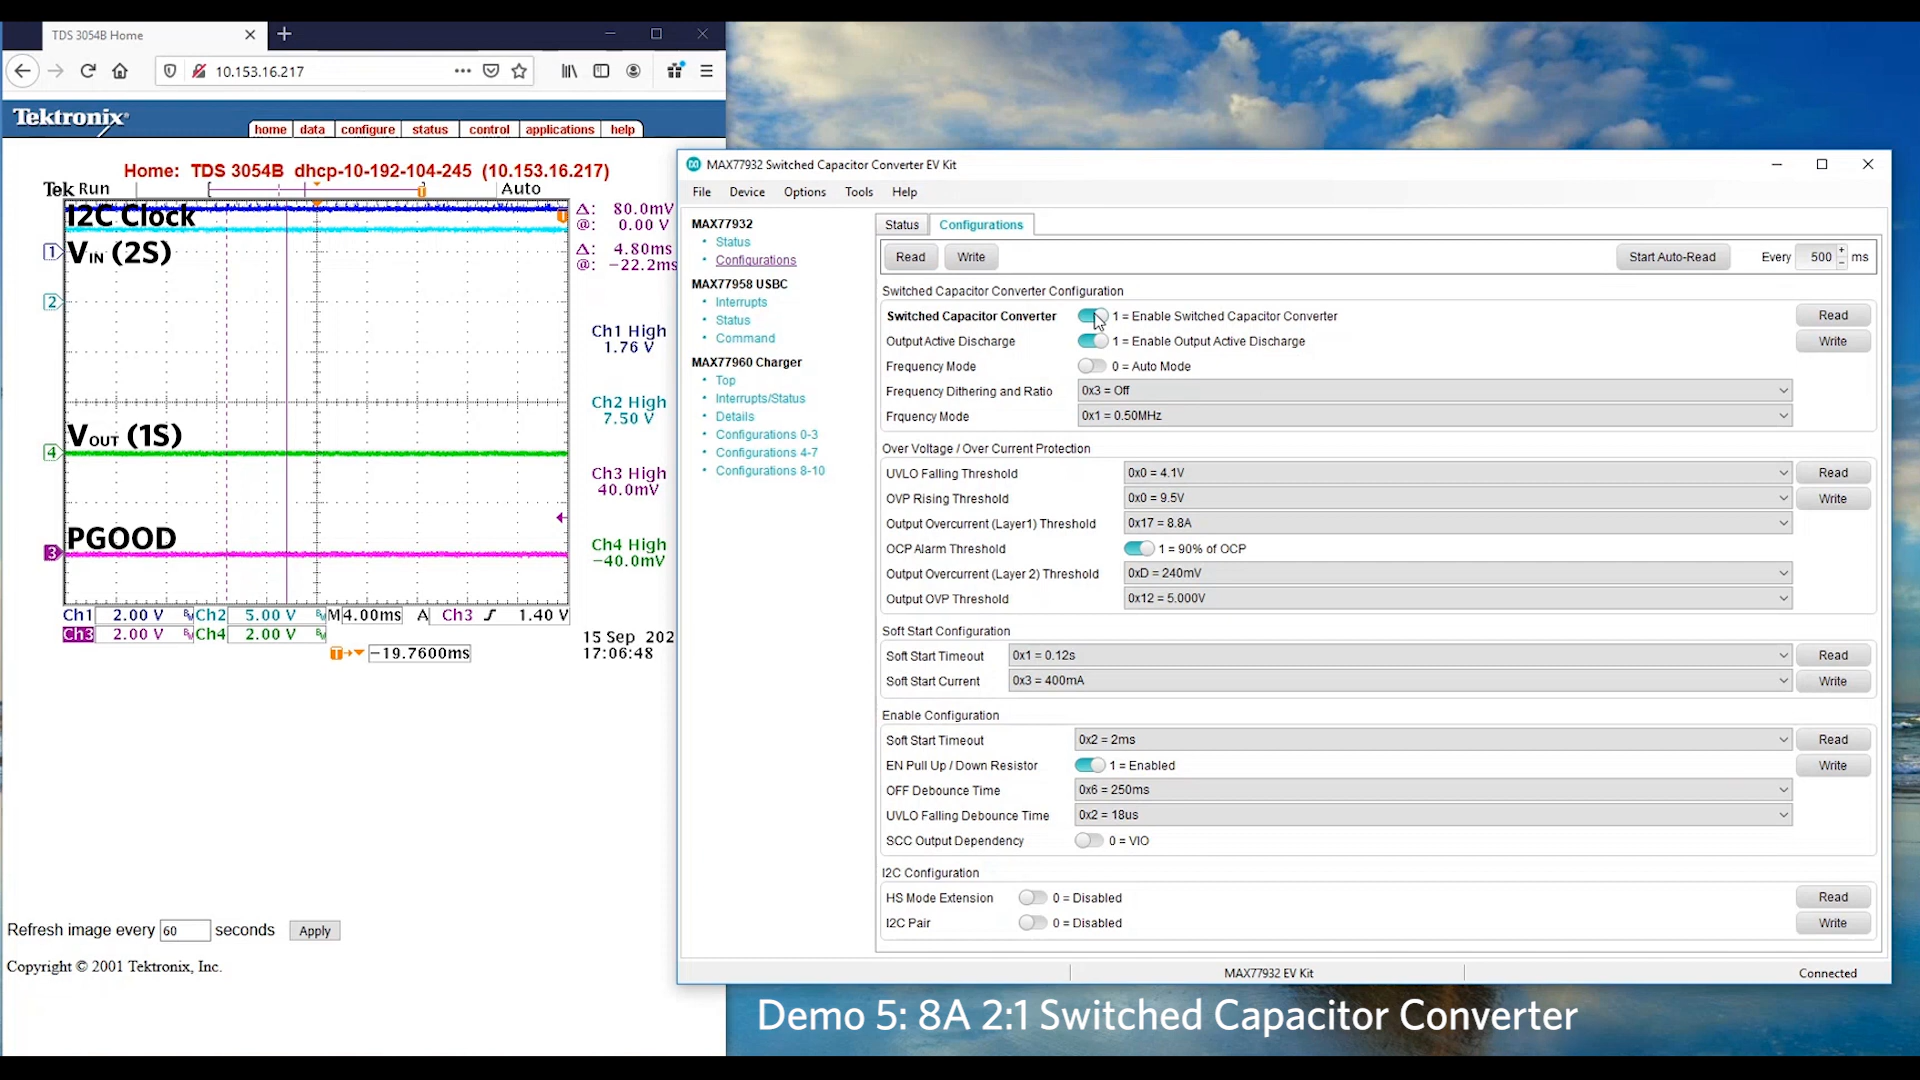 TDS 3054B Home
10.153.16.217
Tektronix
home data configure status control applications help
Home: TDS 3054B dhcp-10-192-104-245 (10.153.16.217)
Tek Run Auto
I2C Clock
VIN (2S)
VOUT (1S)
PGOOD
1
2
4
3
Δ: 80.0mV
@: 0.00 V
Δ: 4.80ms
@: -22.2ms
Ch1 High
1.76 V
Ch2 High
7.50 V
Ch3 High
40.0mV
Ch4 High
-40.0mV
Ch1 2.00 V Ch2 5.00 V M 4.00ms A Ch3 1.40 V
Ch3 2.00 V Ch4 2.00 V
-19.7600ms
15 Sep 202
17:06:48
Refresh image every 60 seconds Apply
Copyright © 2001 Tektronix, Inc.
MAX77932 Switched Capacitor Converter EV Kit
File Device Options Tools Help
MAX77932
Status
Configurations
MAX77958 USBC
Interrupts
Status
Command
MAX77960 Charger
Top
Interrupts/Status
Details
Configurations 0-3
Configurations 4-7
Configurations 8-10
Status Configurations
Read Write Start Auto-Read Every 500 ms
Switched Capacitor Converter Configuration
Switched Capacitor Converter 1 = Enable Switched Capacitor Converter Read
Output Active Discharge 1 = Enable Output Active Discharge Write
Frequency Mode 0 = Auto Mode
Frequency Dithering and Ratio 0x3 = Off
Frquency Mode 0x1 = 0.50MHz
Over Voltage / Over Current Protection
UVLO Falling Threshold 0x0 = 4.1V Read
OVP Rising Threshold 0x0 = 9.5V Write
Output Overcurrent (Layer1) Threshold 0x17 = 8.8A
OCP Alarm Threshold 1 = 90% of OCP
Output Overcurrent (Layer 2) Threshold 0xD = 240mV
Output OVP Threshold 0x12 = 5.000V
Soft Start Configuration
Soft Start Timeout 0x1 = 0.12s Read
Soft Start Current 0x3 = 400mA Write
Enable Configuration
Soft Start Timeout 0x2 = 2ms Read
EN Pull Up / Down Resistor 1 = Enabled Write
OFF Debounce Time 0x6 = 250ms
UVLO Falling Debounce Time 0x2 = 18us
SCC Output Dependency 0 = VIO
I2C Configuration
HS Mode Extension 0 = Disabled Read
I2C Pair 0 = Disabled Write
MAX77932 EV Kit Connected
Demo 5: 8A 2:1 Switched Capacitor Converter